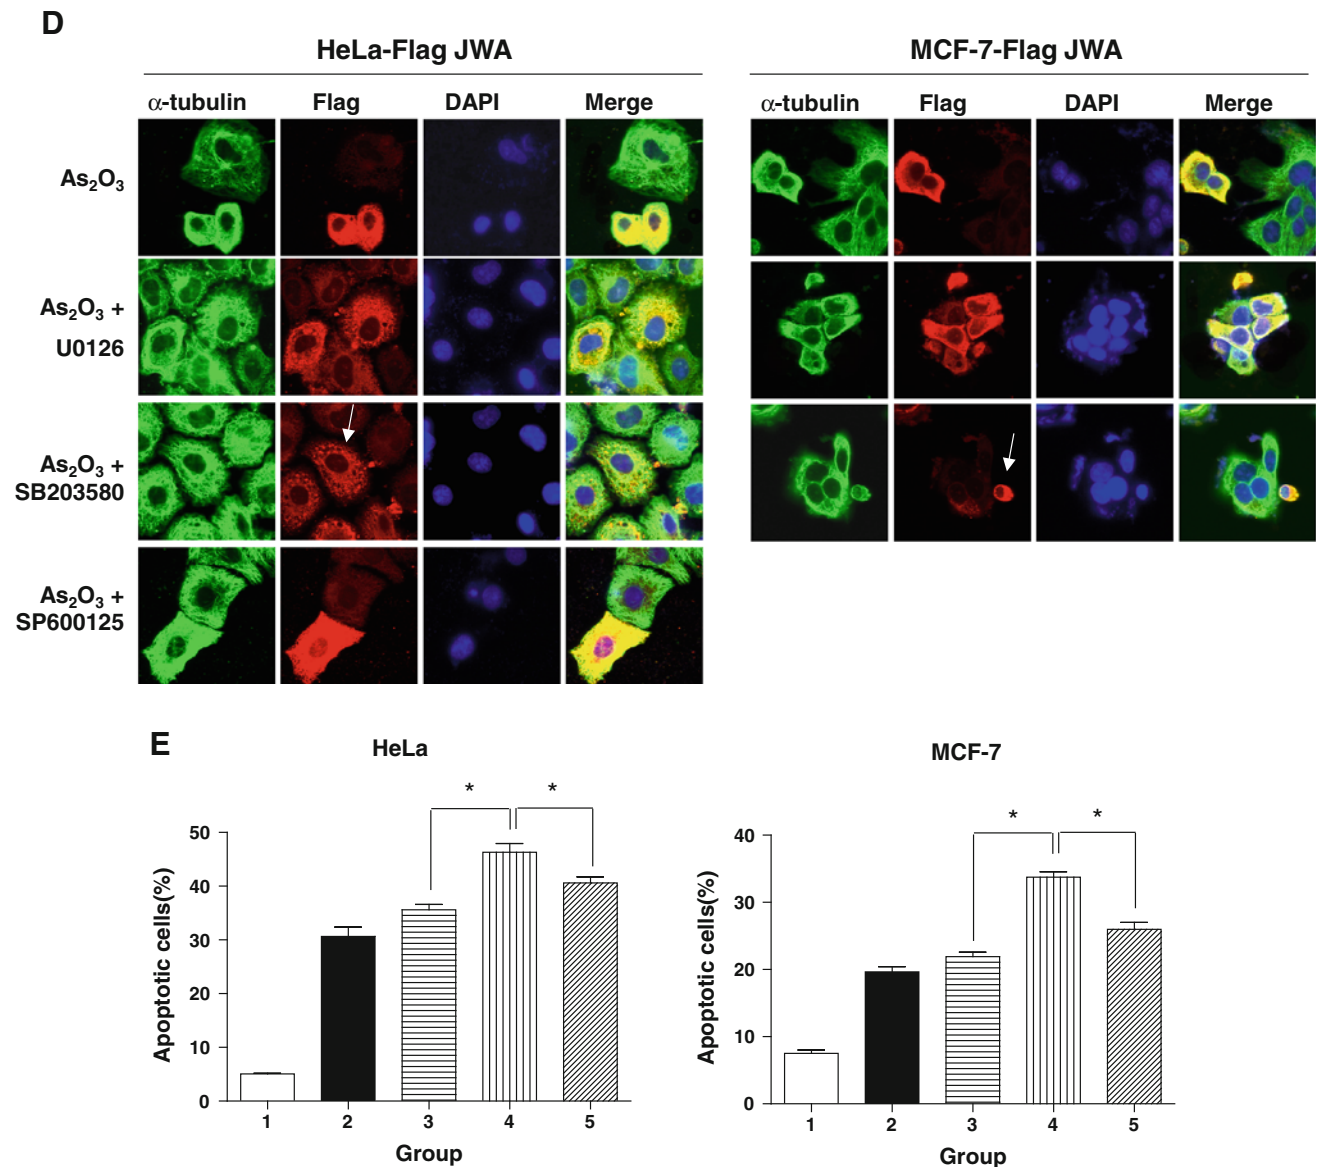 D
HeLa-Flag JWA
MCF-7-Flag JWA
α-tubulin Flag DAPI Merge
α-tubulin Flag DAPI Merge
As₂O₃
As₂O₃ +
U0126
As₂O₃ +
SB203580
As₂O₃ +
SP600125
E
HeLa
* *
Apoptotic cells(%)
50
40
30
20
10
0
1 2 3 4 5
Group
MCF-7
* *
Apoptotic cells(%)
40
30
20
10
0
1 2 3 4 5
Group